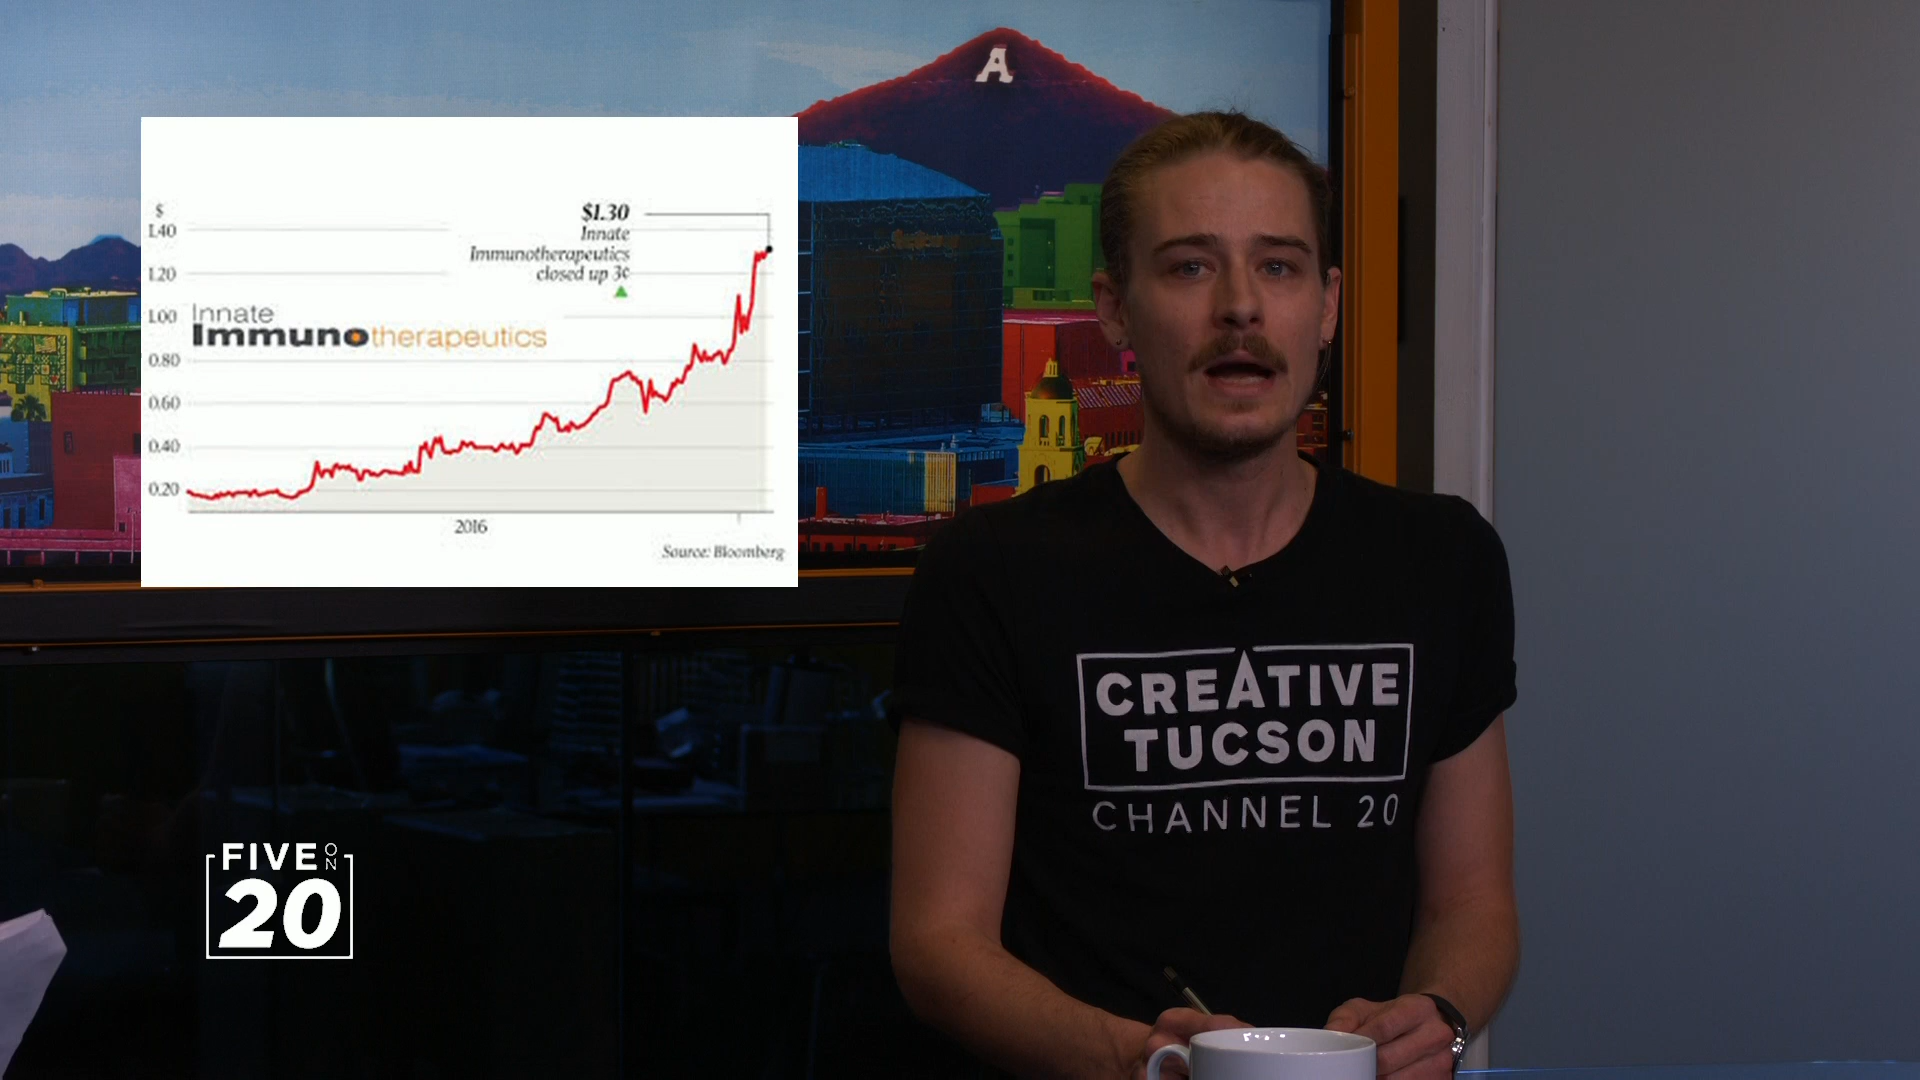 A
$
1.40
1.20
1.00
0.80
0.60
0.40
0.20
$1.30
Innate
Immunotherapeutics
closed up 3¢
Innate
Immunotherapeutics
2016
Source: Bloomberg
CREATIVE
TUCSON
CHANNEL 20
FIVE ON
20